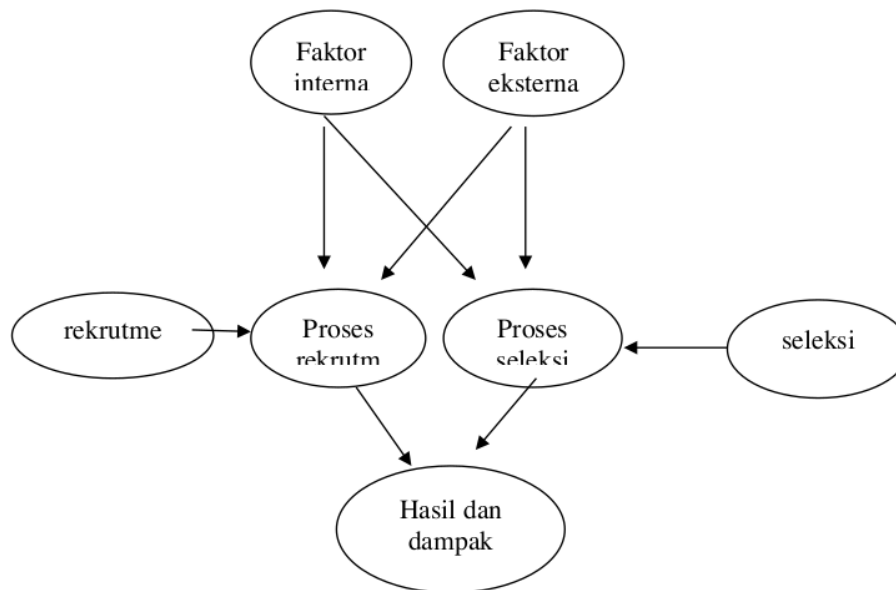 Faktor
interna
Faktor
eksterna
rekrutme
Proses
rekrutm
Proses
seleksi
seleksi
Hasil dan
dampak